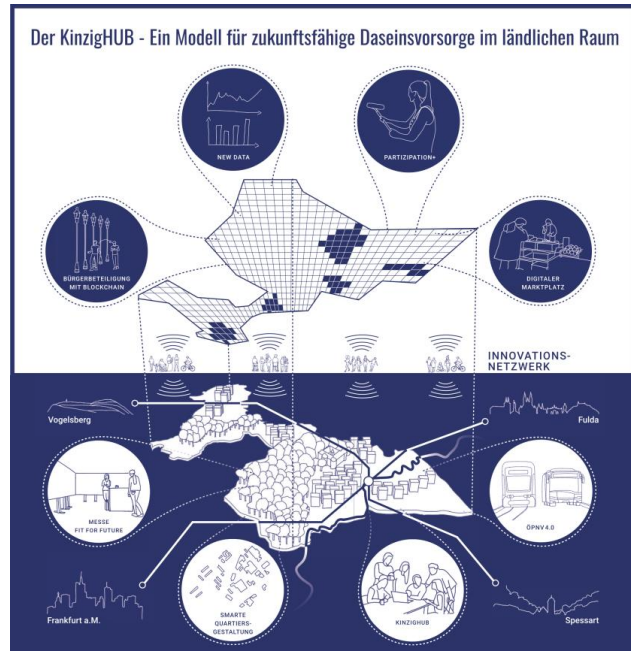 Der KinzigHUB - Ein Modell für zukunftsfähige Daseinsvorsorge im ländlichen Raum
NEW DATA
PARTIZIPATION+
BÜRGERBETEILIGUNG
MIT BLOCKCHAIN
DIGITALER
MARKTPLATZ
INNOVATIONS-
NETZWERK
Vogelsberg
Fulda
MESSE
FIT FOR FUTURE
ÖPNV 4.0
Frankfurt a.M.
SMARTE
QUARTIERS-
GESTALTUNG
KINZIGHUB
Spessart